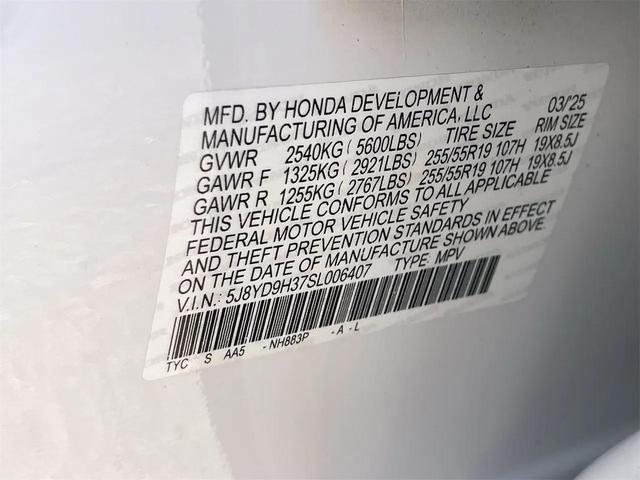 MFD. BY HONDA DEVELOPMENT & 03/'25
MANUFACTURING OF AMERICA, LLC RIM SIZE
GVWR 2540KG ( 5600LBS) TIRE SIZE
GAWR F 1325KG ( 2921LBS) 255/55R19 107H 19X8.5J
GAWR R 1255KG ( 2767LBS) 255/55R19 107H 19X8.5J
THIS VEHICLE CONFORMS TO ALL APPLICABLE
FEDERAL MOTOR VEHICLE SAFETY
AND THEFT PREVENTION STANDARDS IN EFFECT
ON THE DATE OF MANUFACTURE SHOWN ABOVE.
V.I.N.: 5J8YD9H37SL006407 TYPE: MPV
TYC S AA5 -NH883P -A-L